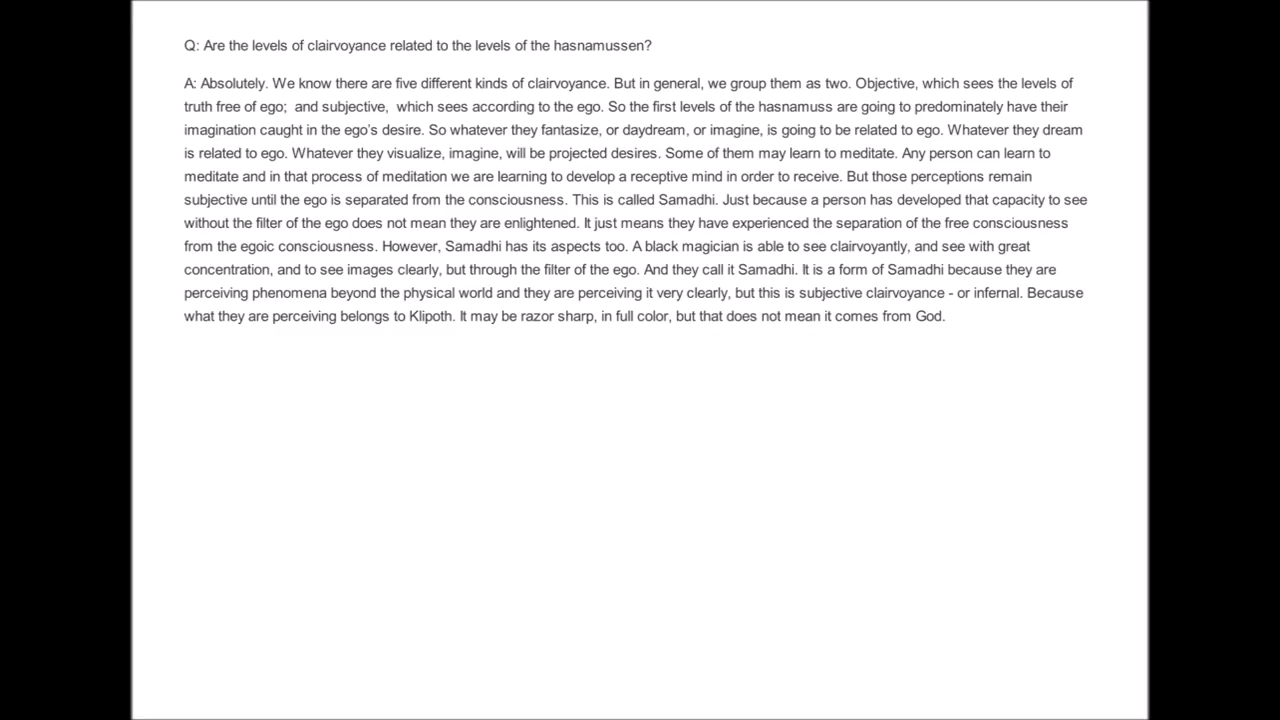 Q: Are the levels of clairvoyance related to the levels of the hasnamussen?
A: Absolutely. We know there are five different kinds of clairvoyance. But in general, we group them as two. Objective, which sees the levels of
truth free of ego;  and subjective,  which sees according to the ego. So the first levels of the hasnamuss are going to predominately have their
imagination caught in the ego's desire. So whatever they fantasize, or daydream, or imagine, is going to be related to ego. Whatever they dream
is related to ego. Whatever they visualize, imagine, will be projected desires. Some of them may learn to meditate. Any person can learn to
meditate and in that process of meditation we are learning to develop a receptive mind in order to receive. But those perceptions remain
subjective until the ego is separated from the consciousness. This is called Samadhi. Just because a person has developed that capacity to see
without the filter of the ego does not mean they are enlightened. It just means they have experienced the separation of the free consciousness
from the egoic consciousness. However, Samadhi has its aspects too. A black magician is able to see clairvoyantly, and see with great
concentration, and to see images clearly, but through the filter of the ego. And they call it Samadhi. It is a form of Samadhi because they are
perceiving phenomena beyond the physical world and they are perceiving it very clearly, but this is subjective clairvoyance - or infernal. Because
what they are perceiving belongs to Klipoth. It may be razor sharp, in full color, but that does not mean it comes from God.